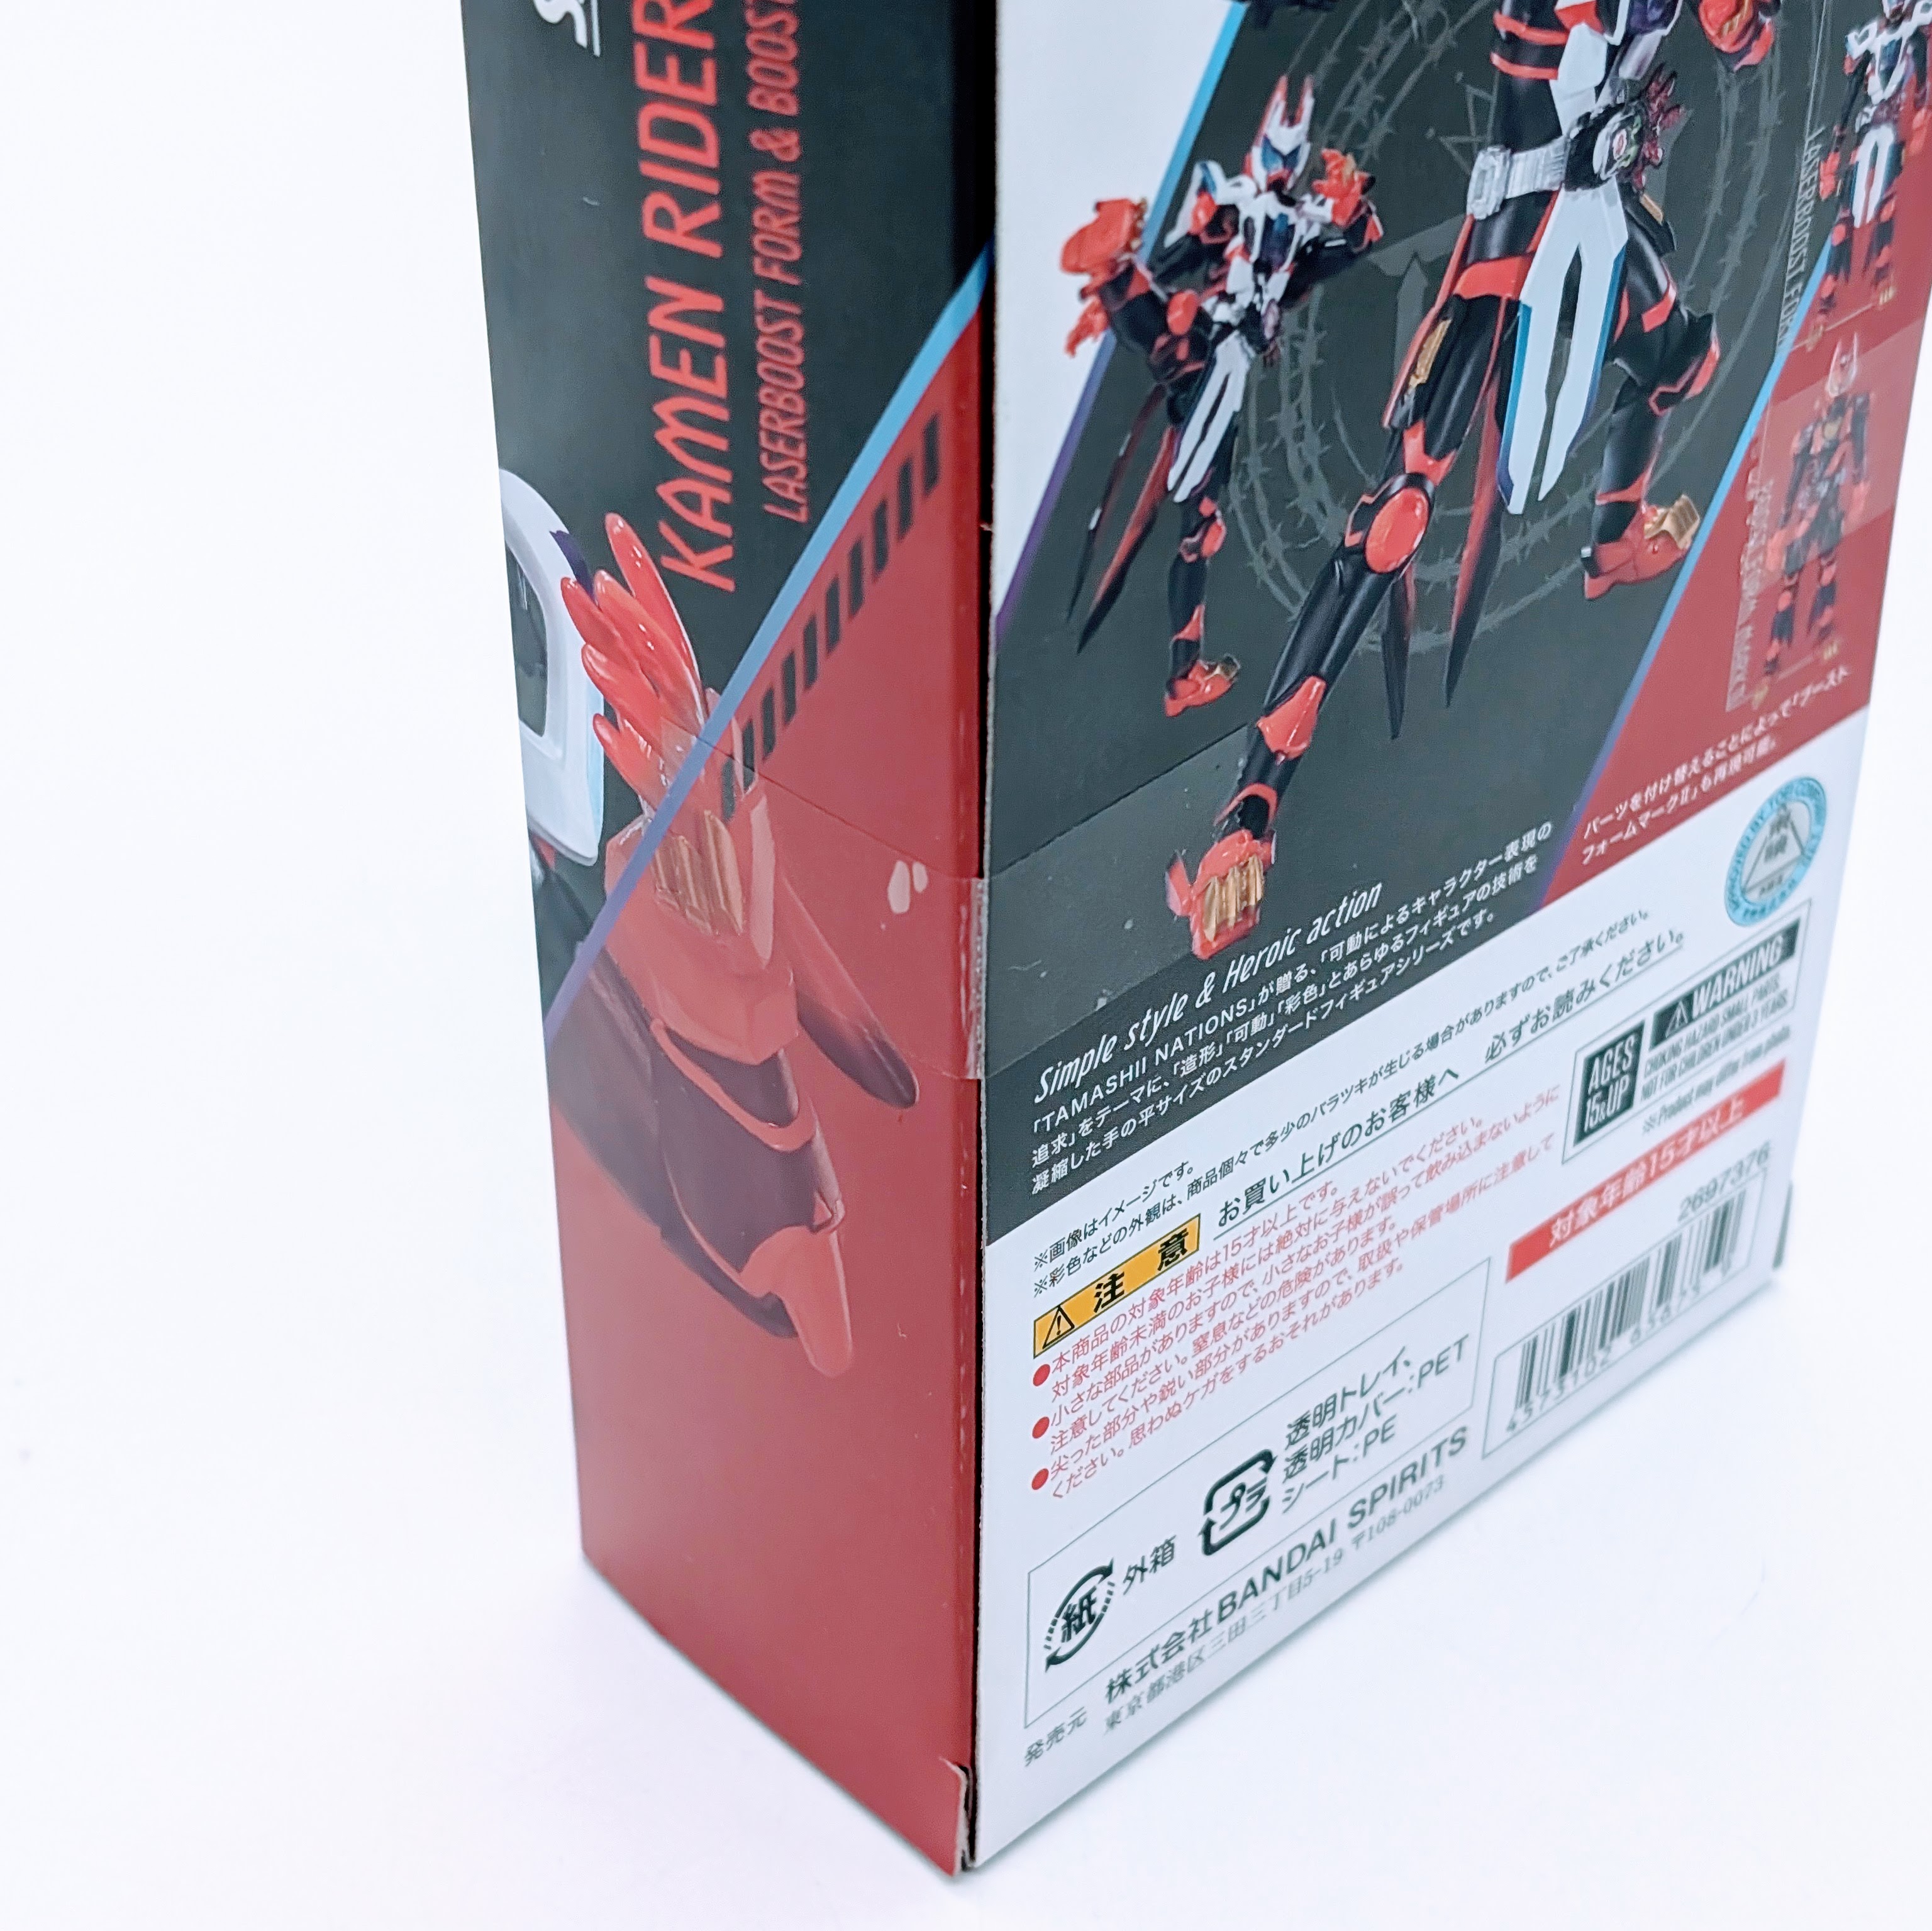 S
KAMEN RIDER
LASERBOOST FORM & BOOST
LASERBOOST FORM
パーツを付け替えることによって「ブースト
フォームマークII」も再現可能。
Simple style & Heroic action
「TAMASHII NATIONS」が贈る、「可動によるキャラクター表現の
追求」をテーマに、「造形」「可動」「彩色」とあらゆるフィギュアの技術を
凝縮した手の平サイズのスタンダードフィギュアシリーズです。
※画像はイメージです。
※彩色などの外観は、商品個々で多少のバラツキが生じる場合がありますので、ご了承ください。
注意
お買い上げのお客様へ 必ずお読みください。
●本商品の対象年齢は15才以上です。
対象年齢未満のお子様には絶対に与えないでください。
●小さな部品がありますので、小さなお子様が誤って飲み込まないように
注意してください。窒息などの危険があります。
●尖った部分や鋭い部分がありますので、取扱や保管場所に注意して
ください。思わぬケガをするおそれがあります。
AGES
15&UP
WARNING
CHOKING HAZARD-SMALL PARTS.
NOT FOR CHILDREN UNDER 3 YEARS.
※Product may differ from photo.
対象年齢15才以上
2697376
紙
外箱
プラ
透明トレイ、
透明カバー:PET
シート:PE
発売元
株式会社BANDAI SPIRITS
東京都港区三田三丁目5-19 〒108-0073